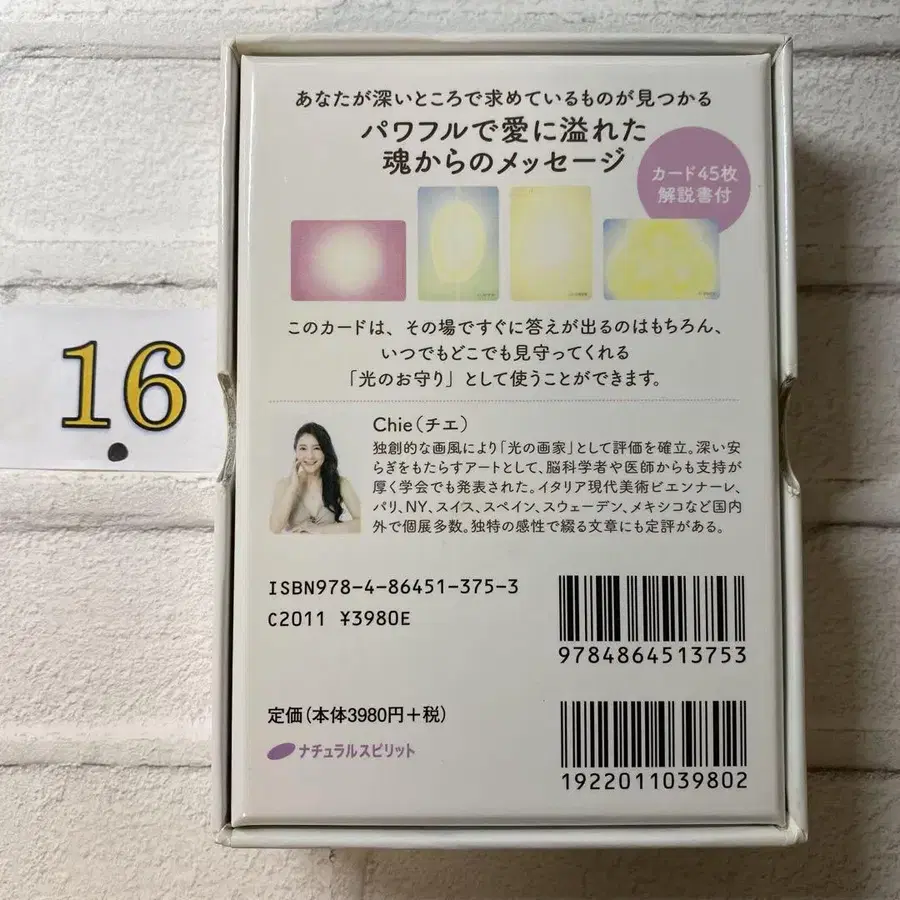 あなたが深いところで求めているものが見つかる
パワフルで愛に溢れた
魂からのメッセージ
カード45枚
解説書付
このカードは、その場ですぐに答えが出るのはもちろん、
いつでもどこでも見守ってくれる
「光のお守り」として使うことができます。
16
Chie(チエ)
独創的な画風により「光の画家」として評価を確立。深い安
らぎをもたらすアートとして、脳科学者や医師からも支持が
厚く学会でも発表された。イタリア現代美術ビエンナーレ、
パリ、NY、スイス、スペイン、スウェーデン、メキシコなど国内
外で個展多数。独特の感性で綴る文章にも定評がある。
ISBN978-4-86451-375-3
C2011 ¥3980E
9784864513753
定価(本体3980円+税)
ナチュラルスピリット
1922011039802